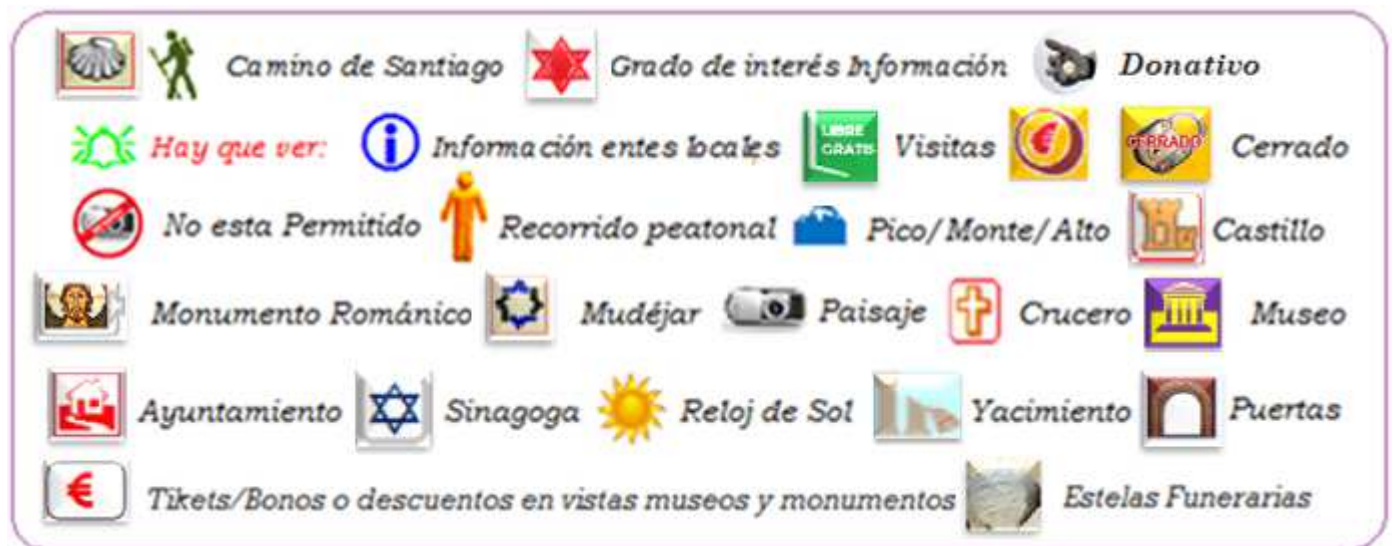 Camino de Santiago Grado de interés Información Donativo
Hay que ver: i Información entes locales LIBRE GRATIS Visitas € CERRADO Cerrado
No esta Permitido Recorrido peatonal Pico/Monte/Alto Castillo
Monumento Románico Mudéjar Paisaje Crucero Museo
Ayuntamiento Sinagoga Reloj de Sol Yacimiento Puertas
€ Tikets/Bonos o descuentos en vistas museos y monumentos Estelas Funerarias